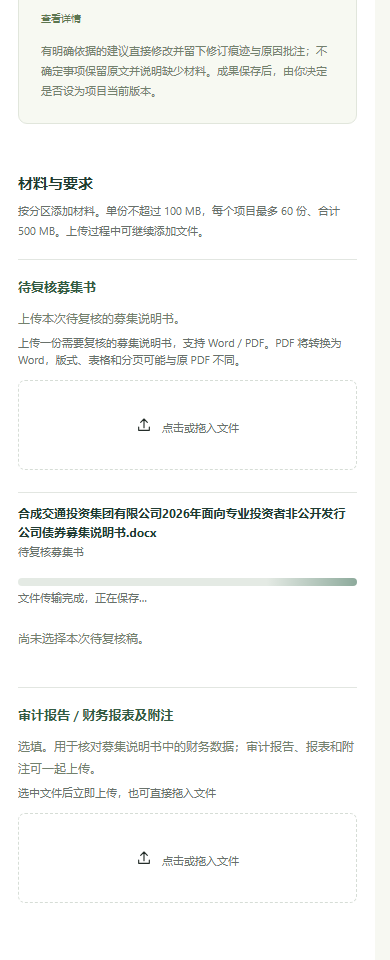 查看详情
有明确依据的建议直接修改并留下修订痕迹与原因批注；不
确定事项保留原文并说明缺少材料。成果保存后，由你决定
是否设为项目当前版本。
材料与要求
按分区添加材料。单份不超过 100 MB，每个项目最多 60 份、合计
500 MB。上传过程中可继续添加文件。
待复核募集书
上传本次待复核的募集说明书。
上传一份需要复核的募集说明书，支持 Word / PDF。PDF 将转换为
Word，版式、表格和分页可能与原 PDF 不同。
点击或拖入文件
合成交通投资集团有限公司2026年面向专业投资者非公开发行
公司债券募集说明书.docx
待复核募集书
文件传输完成，正在保存...
尚未选择本次待复核稿。
审计报告 / 财务报表及附注
选填。用于核对募集说明书中的财务数据；审计报告、报表和附
注可一起上传。
选中文件后立即上传，也可直接拖入文件
点击或拖入文件